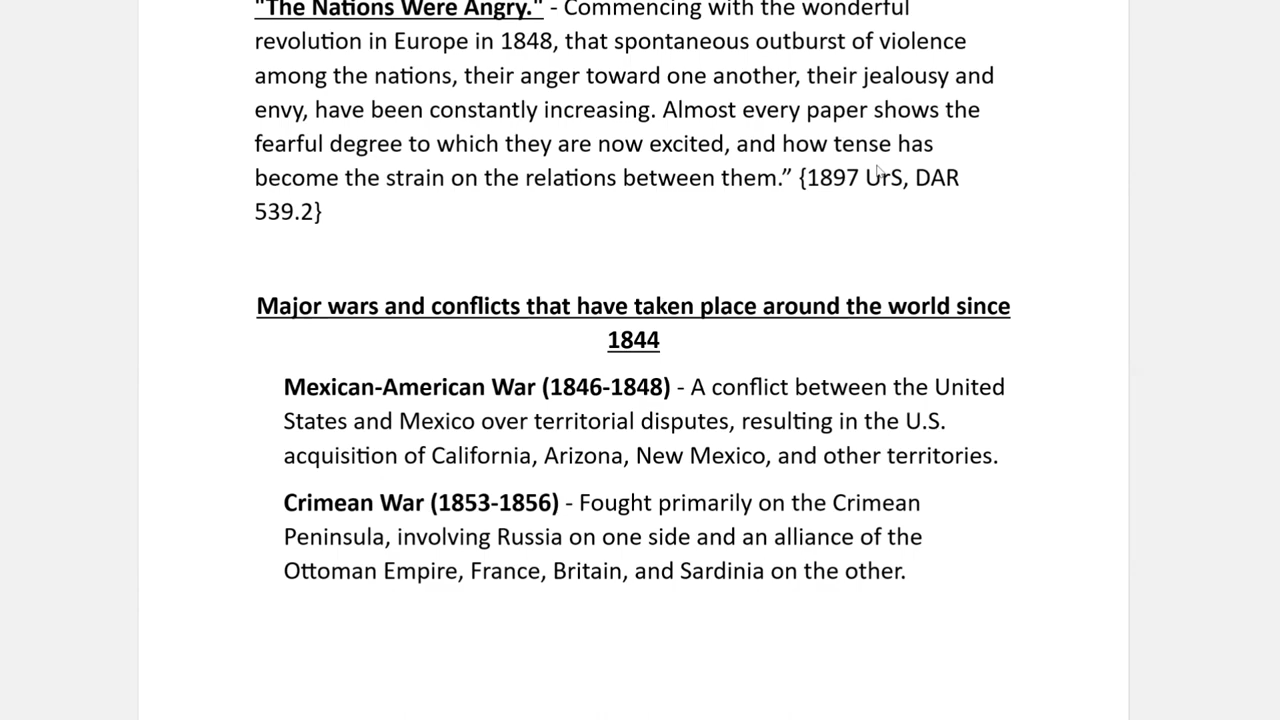 "The Nations Were Angry." - Commencing with the wonderful
revolution in Europe in 1848, that spontaneous outburst of violence
among the nations, their anger toward one another, their jealousy and
envy, have been constantly increasing. Almost every paper shows the
fearful degree to which they are now excited, and how tense has
become the strain on the relations between them.” {1897 UrS, DAR
539.2}
Major wars and conflicts that have taken place around the world since
1844
Mexican-American War (1846-1848) - A conflict between the United
States and Mexico over territorial disputes, resulting in the U.S.
acquisition of California, Arizona, New Mexico, and other territories.
Crimean War (1853-1856) - Fought primarily on the Crimean
Peninsula, involving Russia on one side and an alliance of the
Ottoman Empire, France, Britain, and Sardinia on the other.